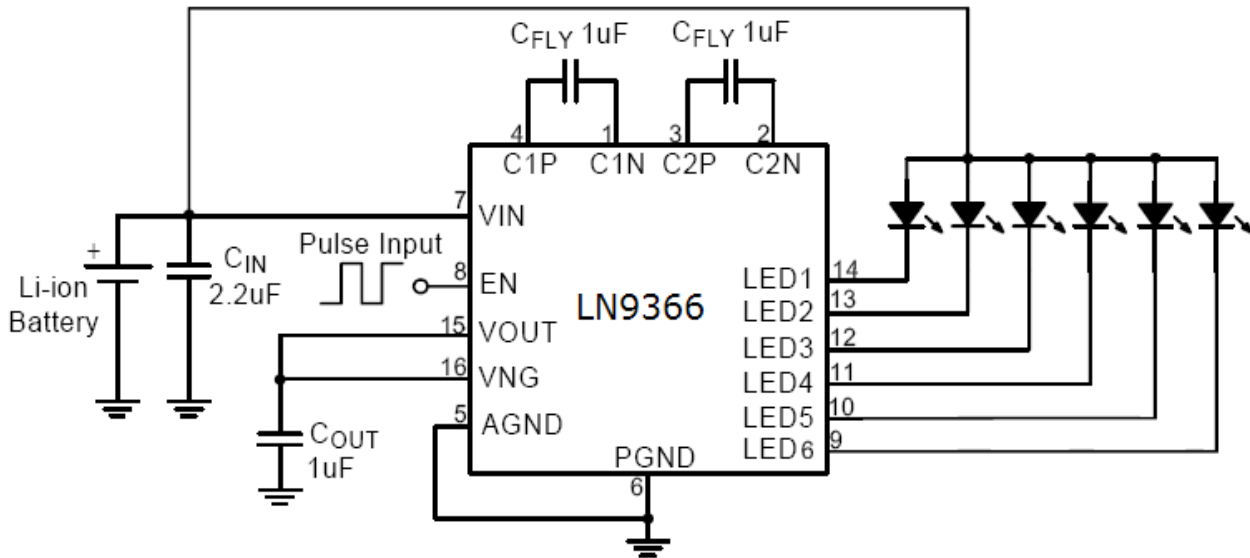 CFLY 1uF
CFLY 1uF
4
1
3
2
C1P
C1N
C2P
C2N
7
VIN
+
Li-ion
Battery
CIN
2.2uF
Pulse Input
8
EN
LN9366
15
VOUT
16
VNG
5
AGND
COUT
1uF
PGND
6
LED1
14
LED2
13
LED3
12
LED4
11
LED5
10
LED6
9